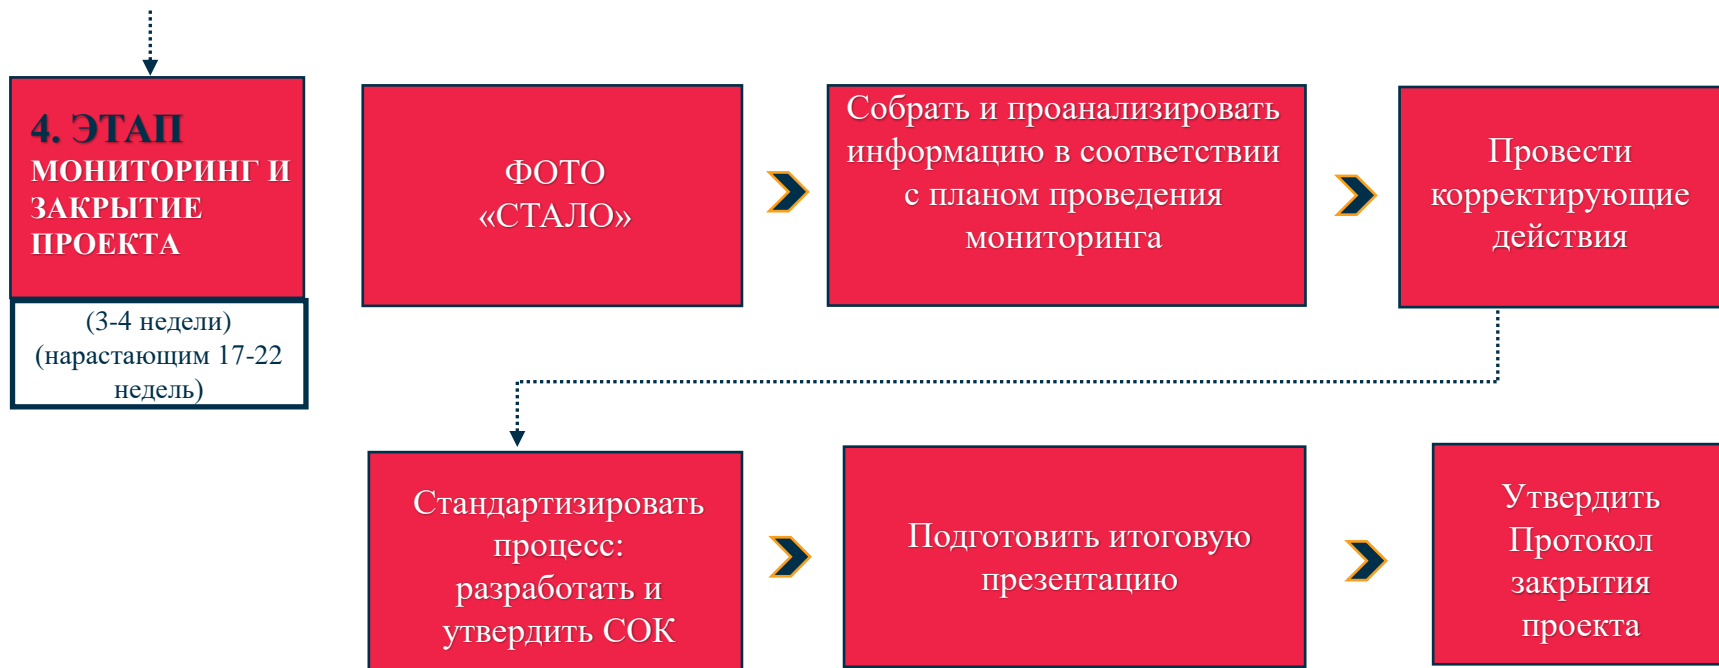 4. ЭТАП
МОНИТОРИНГ И
ЗАКРЫТИЕ
ПРОЕКТА
(3-4 недели)
(нарастающим 17-22
недель)
ФОТО
«СТАЛО»
Собрать и проанализировать
информацию в соответствии
с планом проведения
мониторинга
Провести
корректирующие
действия
Стандартизировать
процесс:
разработать и
утвердить СОК
Подготовить итоговую
презентацию
Утвердить
Протокол
закрытия
проекта